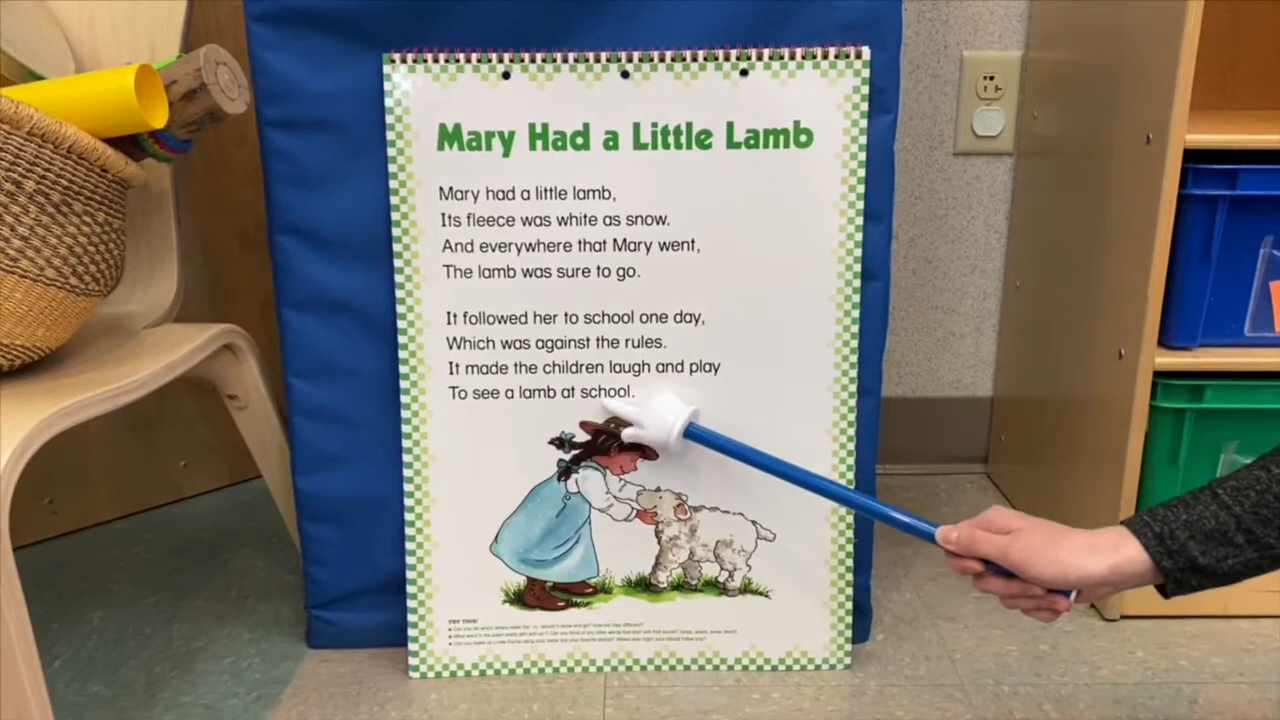 Mary Had a Little Lamb
Mary had a little lamb,
Its fleece was white as snow.
And everywhere that Mary went,
The lamb was sure to go.
It followed her to school one day,
Which was against the rules.
It made the children laugh and play
To see a lamb at school.
TRY THIS!